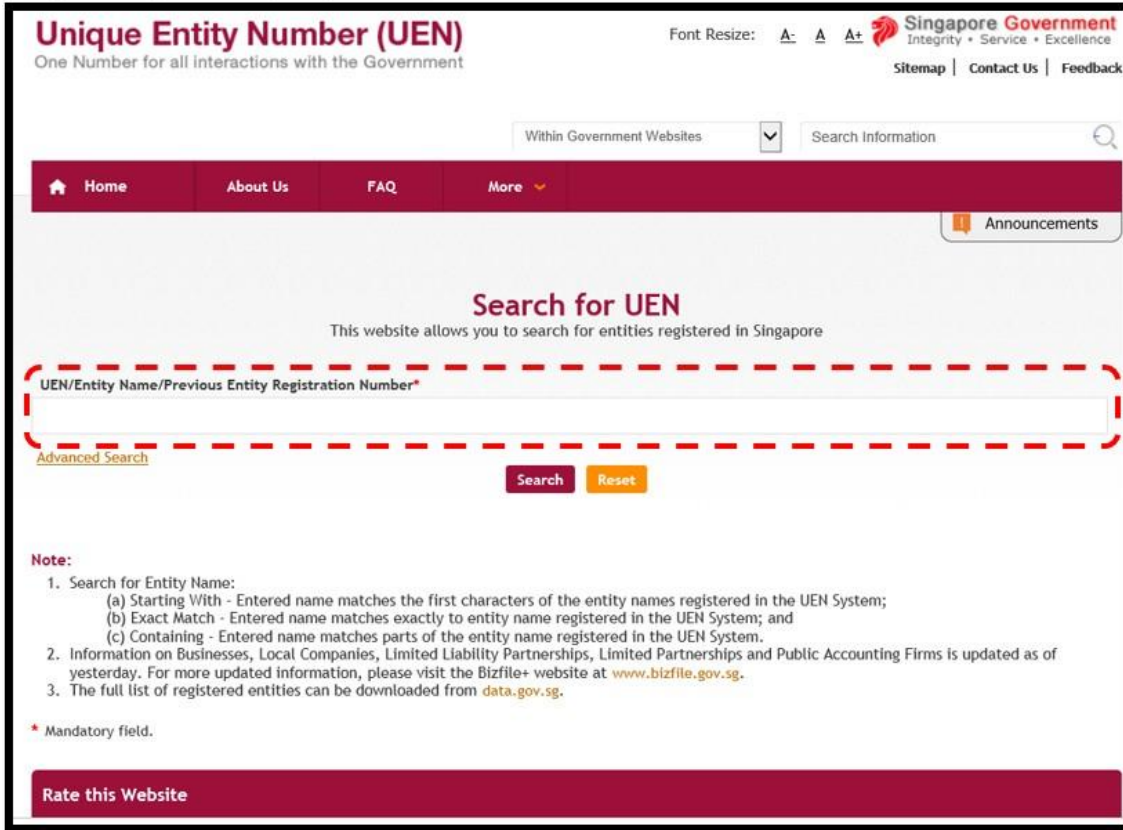 Unique Entity Number (UEN)
One Number for all interactions with the Government
Font Resize: A- A A+
Singapore Government
Integrity • Service • Excellence
Sitemap | Contact Us | Feedback
Within Government Websites
Search Information
Home About Us FAQ More
Announcements
Search for UEN
This website allows you to search for entities registered in Singapore
UEN/Entity Name/Previous Entity Registration Number*
Advanced Search
Search Reset
Note:
1. Search for Entity Name:
(a) Starting With - Entered name matches the first characters of the entity names registered in the UEN System;
(b) Exact Match - Entered name matches exactly to entity name registered in the UEN System; and
(c) Containing - Entered name matches parts of the entity name registered in the UEN System.
2. Information on Businesses, Local Companies, Limited Liability Partnerships, Limited Partnerships and Public Accounting Firms is updated as of
yesterday. For more updated information, please visit the Bizfile+ website at www.bizfile.gov.sg.
3. The full list of registered entities can be downloaded from data.gov.sg.
* Mandatory field.
Rate this Website